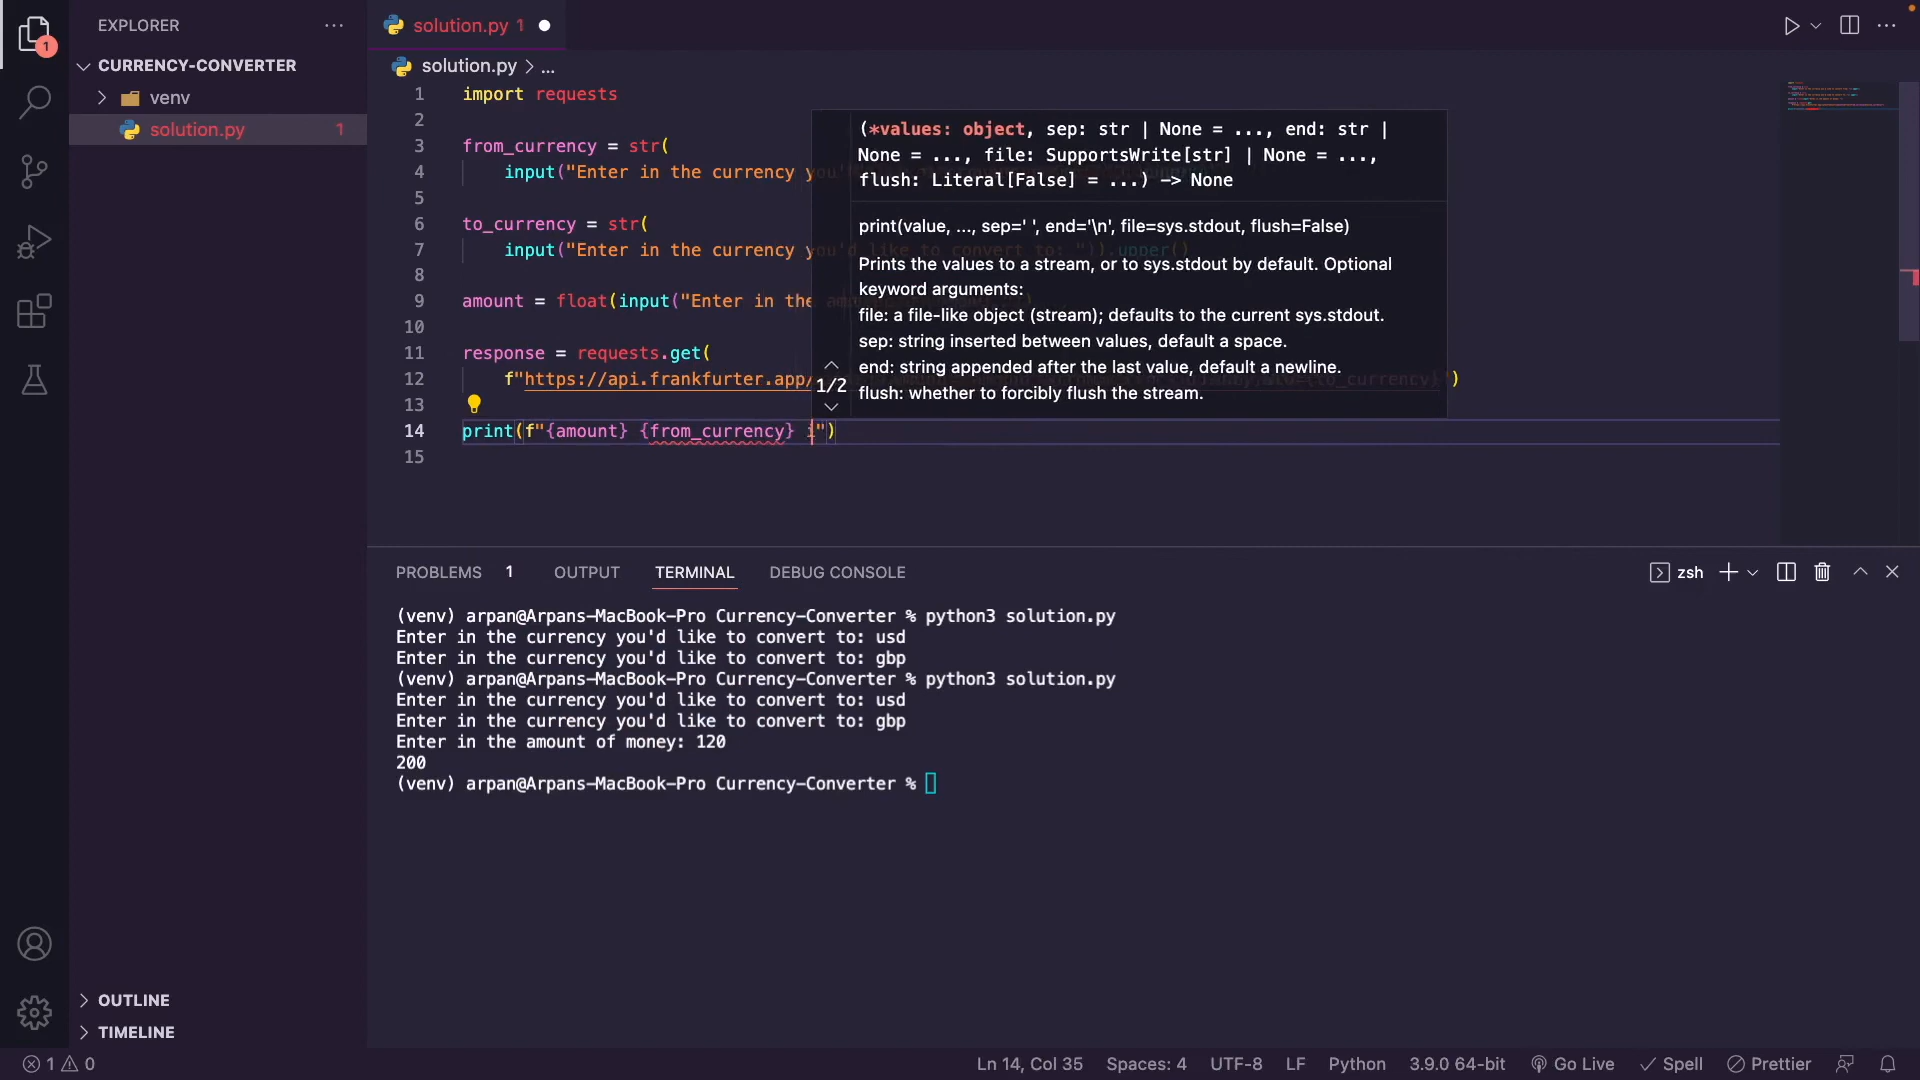 EXPLORER
CURRENCY-CONVERTER
venv
solution.py 1
1
OUTLINE
TIMELINE
solution.py 1
solution.py > ...
1 import requests
2
3 from_currency = str(
4 input("Enter in the currency you'
5
6 to_currency = str(
7 input("Enter in the currency you'd like to convert to: ")).upper()
8
9 amount = float(input("Enter in the
10
11 response = requests.get(
12 f"https://api.frankfurter.app/ {to_currency}")
13
14 print(f"{amount} {from_currency} i")
15
(*values: object, sep: str | None = ..., end: str |
None = ..., file: SupportsWrite[str] | None = ...,
flush: Literal[False] = ...) -> None
print(value, ..., sep=' ', end='\n', file=sys.stdout, flush=False)
Prints the values to a stream, or to sys.stdout by default. Optional
keyword arguments:
file: a file-like object (stream); defaults to the current sys.stdout.
sep: string inserted between values, default a space.
end: string appended after the last value, default a newline.
flush: whether to forcibly flush the stream.
1/2
PROBLEMS 1 OUTPUT TERMINAL DEBUG CONSOLE
zsh
(venv) arpan@Arpans-MacBook-Pro Currency-Converter % python3 solution.py
Enter in the currency you'd like to convert to: usd
Enter in the currency you'd like to convert to: gbp
(venv) arpan@Arpans-MacBook-Pro Currency-Converter % python3 solution.py
Enter in the currency you'd like to convert to: usd
Enter in the currency you'd like to convert to: gbp
Enter in the amount of money: 120
200
(venv) arpan@Arpans-MacBook-Pro Currency-Converter %
1 0
Ln 14, Col 35 Spaces: 4 UTF-8 LF Python 3.9.0 64-bit Go Live Spell Prettier